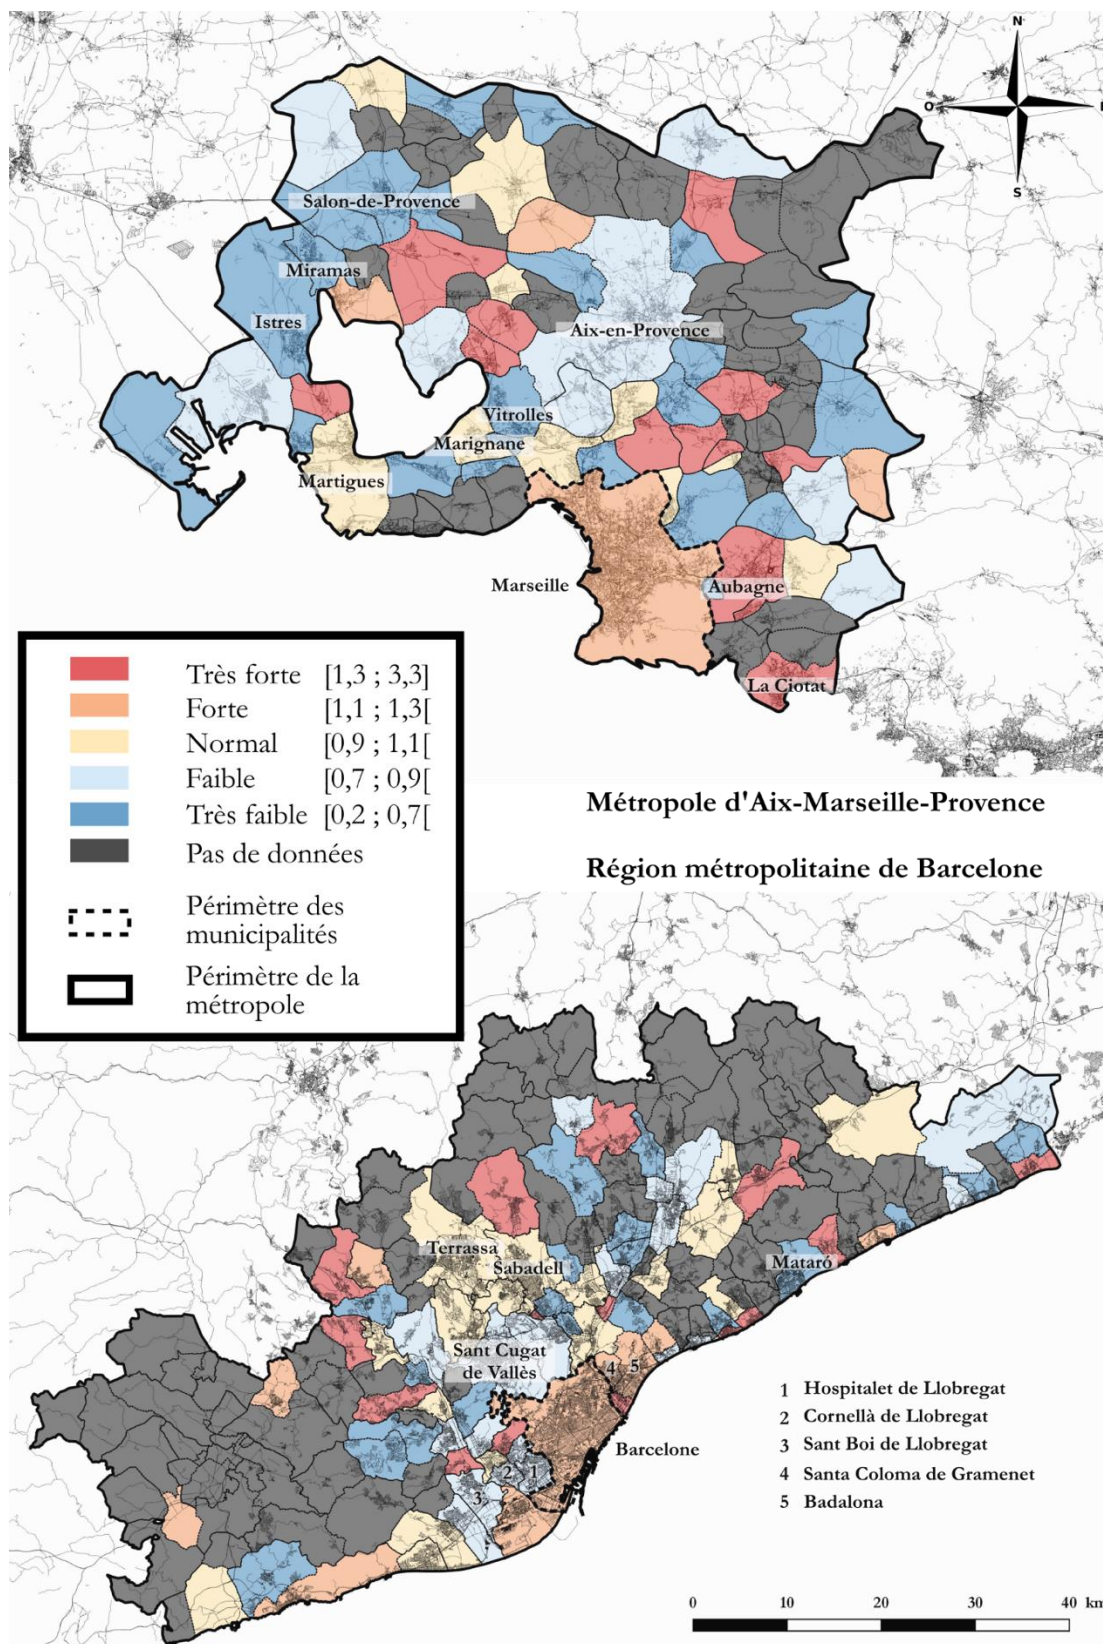 N
O
S
Salon-de-Provence
Miramas
Istres
Aix-en-Provence
Vitrolles
Marignane
Martigues
Marseille
Aubagne
La Ciotat
Très forte [1,3 ; 3,3]
Forte [1,1 ; 1,3[
Normal [0,9 ; 1,1[
Faible [0,7 ; 0,9[
Très faible [0,2 ; 0,7[
Pas de données
Périmètre des
municipalités
Périmètre de la
métropole
Métropole d'Aix-Marseille-Provence
Région métropolitaine de Barcelone
Terrassa
Sabadell
Mataró
Sant Cugat
de Vallès
4 5
Barcelone
2 1
3
1 Hospitalet de Llobregat
2 Cornellà de Llobregat
3 Sant Boi de Llobregat
4 Santa Coloma de Gramenet
5 Badalona
0 10 20 30 40 km